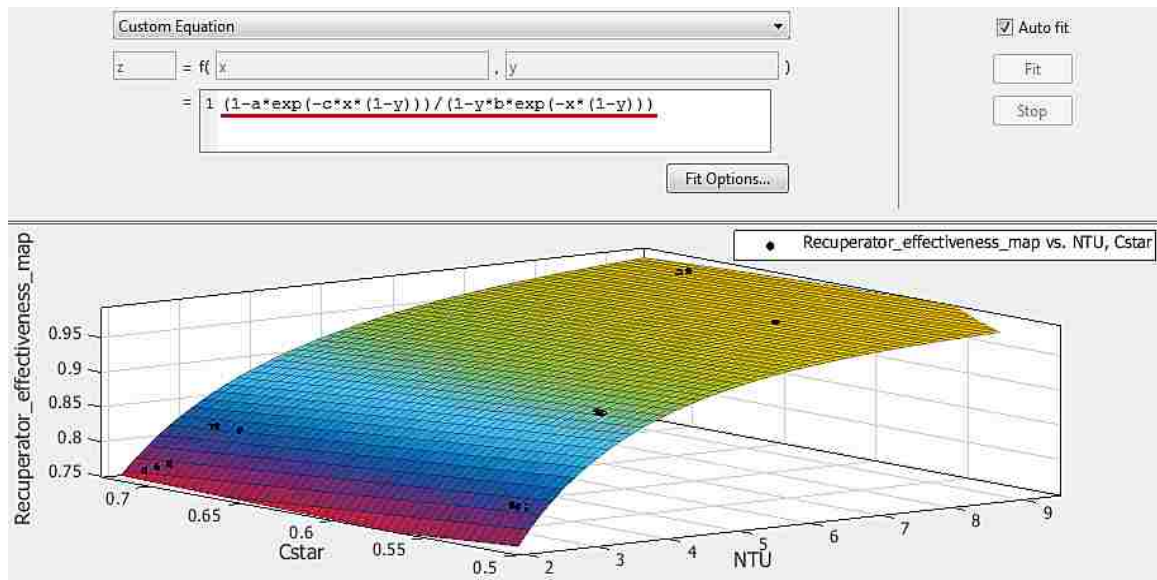 Custom Equation
Auto fit
z = f( x , y )
Fit
= 1 (1-a*exp(-c*x*(1-y)))/(1-y*b*exp(-x*(1-y)))
Stop
Fit Options...
Recuperator_effectiveness_map vs. NTU, Cstar
Recuperator_effectiveness_map
0.95
0.9
0.85
0.8
0.75
0.7
0.65
0.6
0.55
0.5
Cstar
2
3
4
5
6
7
8
9
NTU